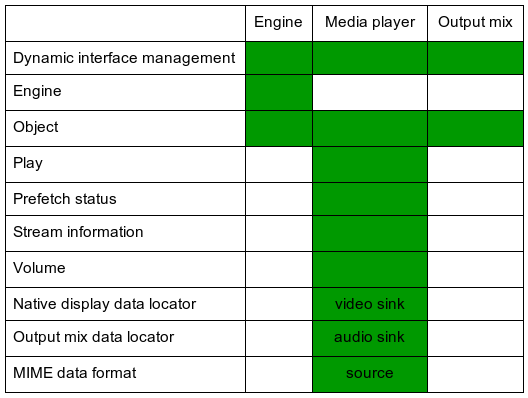 Engine Media player Output mix
Dynamic interface management
Engine
Object
Play
Prefetch status
Stream information
Volume
Native display data locator video sink
Output mix data locator audio sink
MIME data format source